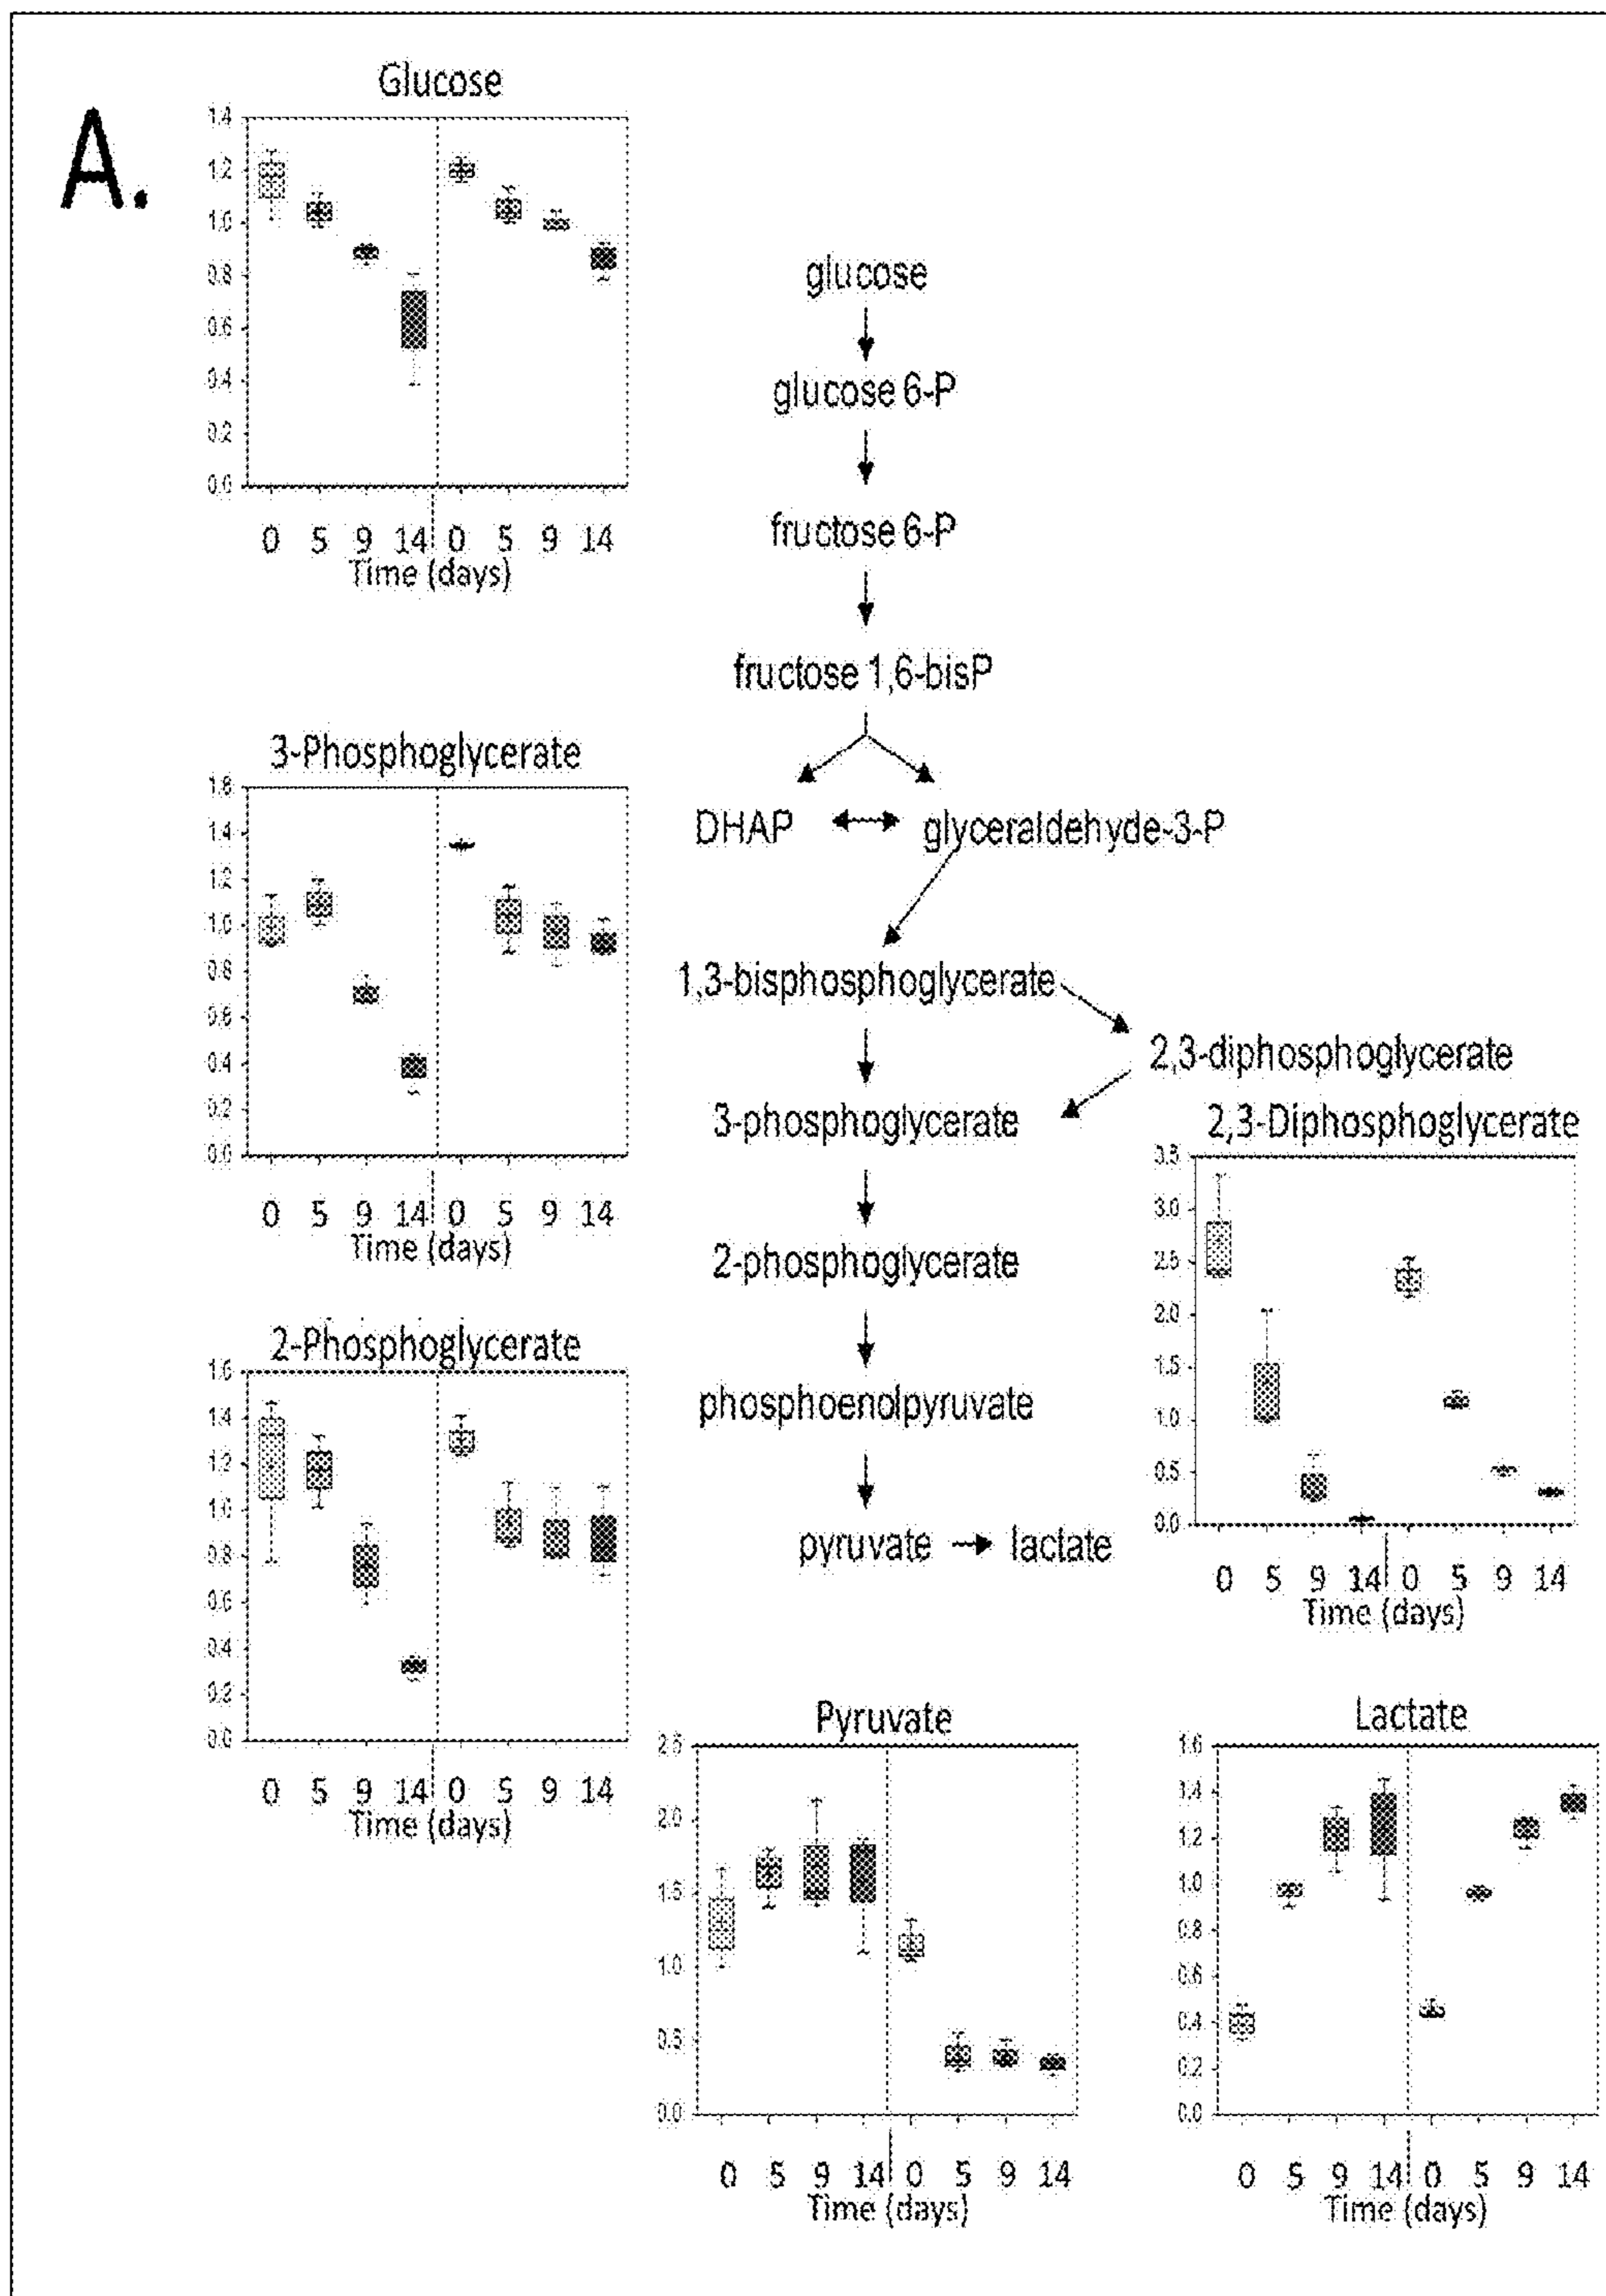 A.
Glucose
1.4
1.2
1.0
0.8
0.6
0.4
0.2
0.0
0 5 9 14 0 5 9 14
Time (days)
glucose
glucose 6-P
fructose 6-P
fructose 1,6-bisP
DHAP glyceraldehyde-3-P
1,3-bisphosphoglycerate
2,3-diphosphoglycerate
3-phosphoglycerate
2-phosphoglycerate
phosphoenolpyruvate
pyruvate lactate
3-Phosphoglycerate
1.6
1.4
1.2
1.0
0.8
0.6
0.4
0.2
0.0
0 5 9 14 0 5 9 14
Time (days)
2,3-Diphosphoglycerate
3.5
3.0
2.5
2.0
1.5
1.0
0.5
0.0
0 5 9 14 0 5 9 14
Time (days)
2-Phosphoglycerate
1.6
1.4
1.2
1.0
0.8
0.6
0.4
0.2
0.0
0 5 9 14 0 5 9 14
Time (days)
Pyruvate
2.5
2.0
1.5
1.0
0.5
0.0
0 5 9 14 0 5 9 14
Time (days)
Lactate
1.6
1.4
1.2
1.0
0.8
0.6
0.4
0.2
0.0
0 5 9 14 0 5 9 14
Time (days)